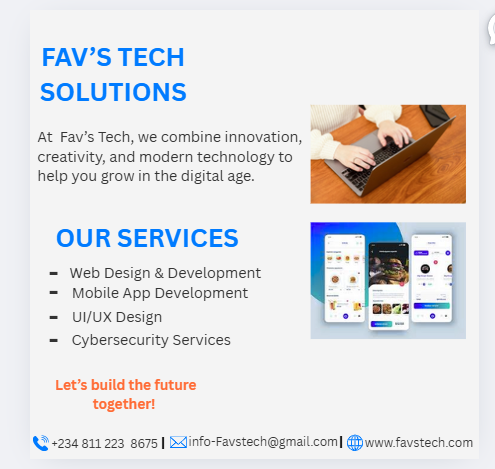 FAV’S TECH
SOLUTIONS
At Fav’s Tech, we combine innovation,
creativity, and modern technology to
help you grow in the digital age.
OUR SERVICES
- Web Design & Development
- Mobile App Development
- UI/UX Design
- Cybersecurity Services
Let’s build the future
together!
+234 811 223 8675 | info-Favstech@gmail.com | www.favstech.com